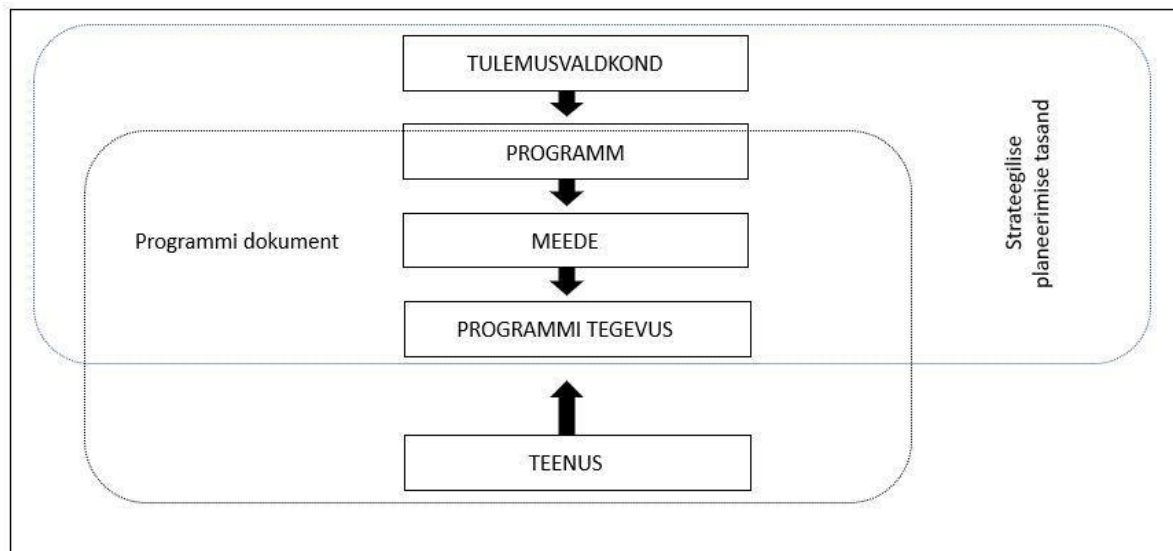 TULEMUSVALDKOND
PROGRAMM
Programmi dokument
MEEDE
PROGRAMMI TEGEVUS
TEENUS
Strateegilise
planeerimise tasand